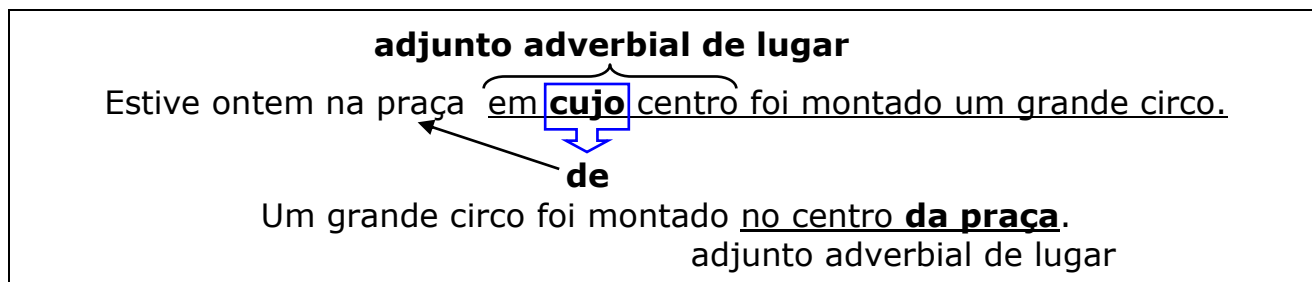 adjunto adverbial de lugar
Estive ontem na praça em cujo centro foi montado um grande circo.
de
Um grande circo foi montado no centro da praça.
adjunto adverbial de lugar